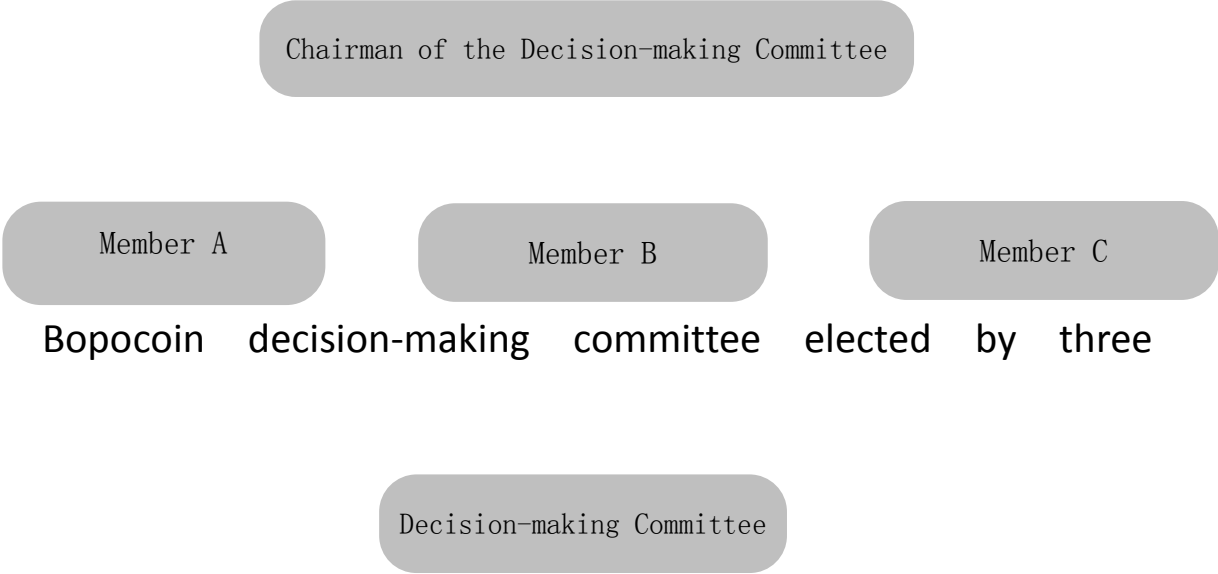 Chairman of the Decision-making Committee
Member A
Member B
Member C
Bopocoin decision-making committee elected by three
Decision-making Committee